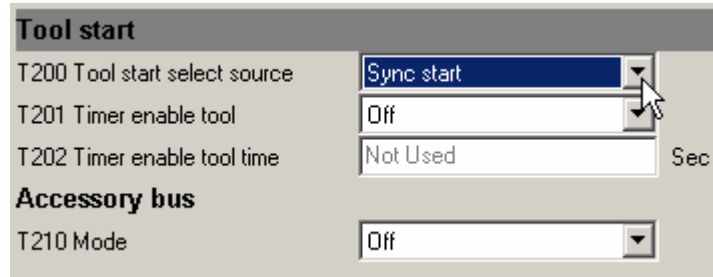 Tool start
T200 Tool start select source Sync start
T201 Timer enable tool Off
T202 Timer enable tool time Not Used Sec
Accessory bus
T210 Mode Off